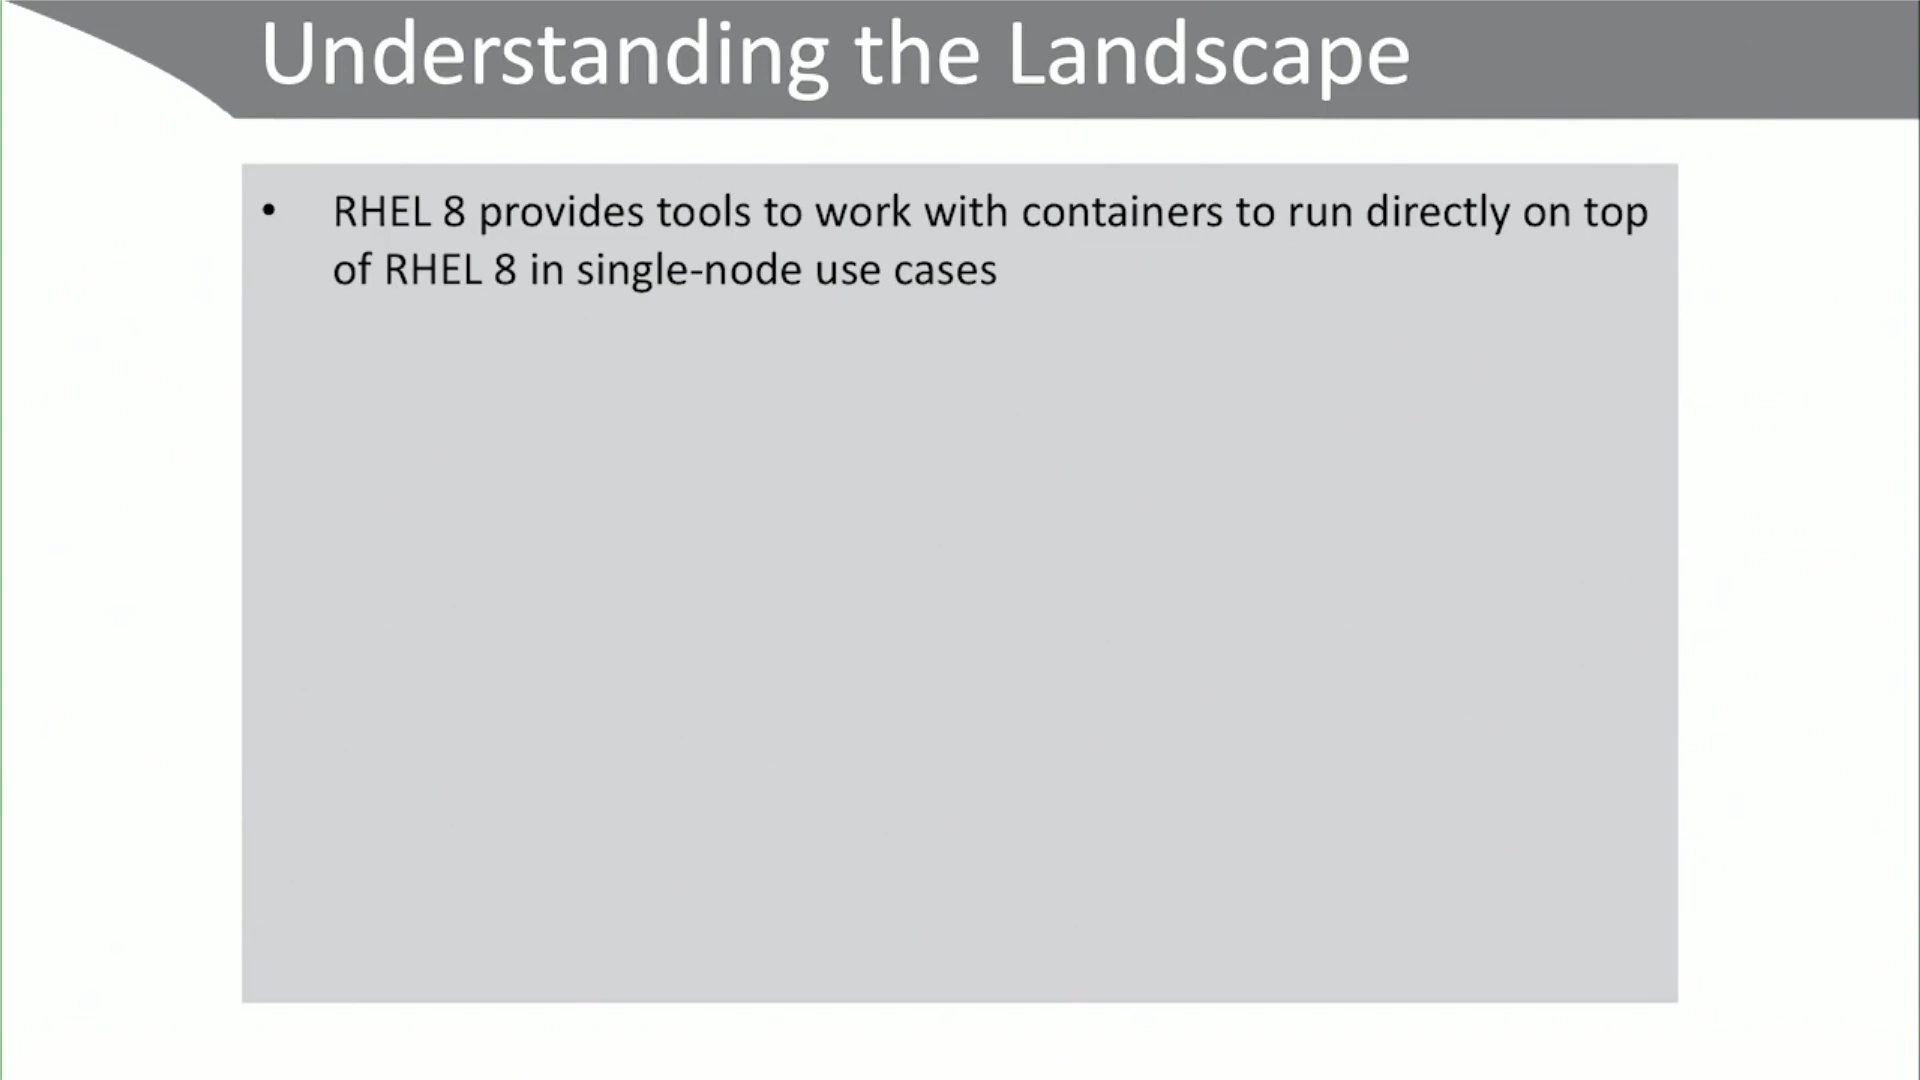 Understanding the Landscape
• RHEL 8 provides tools to work with containers to run directly on top
of RHEL 8 in single-node use cases